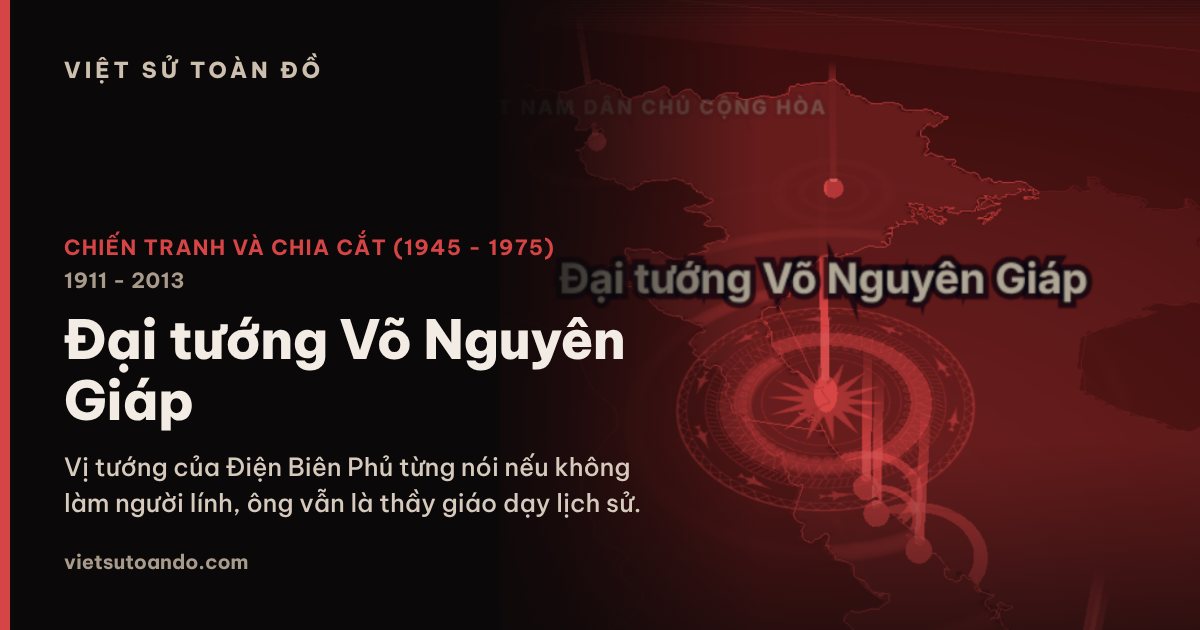 VIỆT SỬ TOÀN ĐỒ
NAM DÂN CHỦ CỘNG HÒA
CHIẾN TRANH VÀ CHIA CẮT (1945 - 1975)
1911 - 2013
Đại tướng Võ Nguyên Giáp
Đại tướng Võ Nguyên
Giáp
Vị tướng của Điện Biên Phủ từng nói nếu không
làm người lính, ông vẫn là thầy giáo dạy lịch sử.
vietsutoando.com